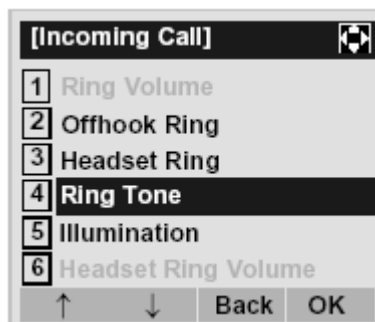 [Incoming Call]
1 Ring Volume
2 Offhook Ring
3 Headset Ring
4 Ring Tone
5 Illumination
6 Headset Ring Volume
↑ ↓ Back OK